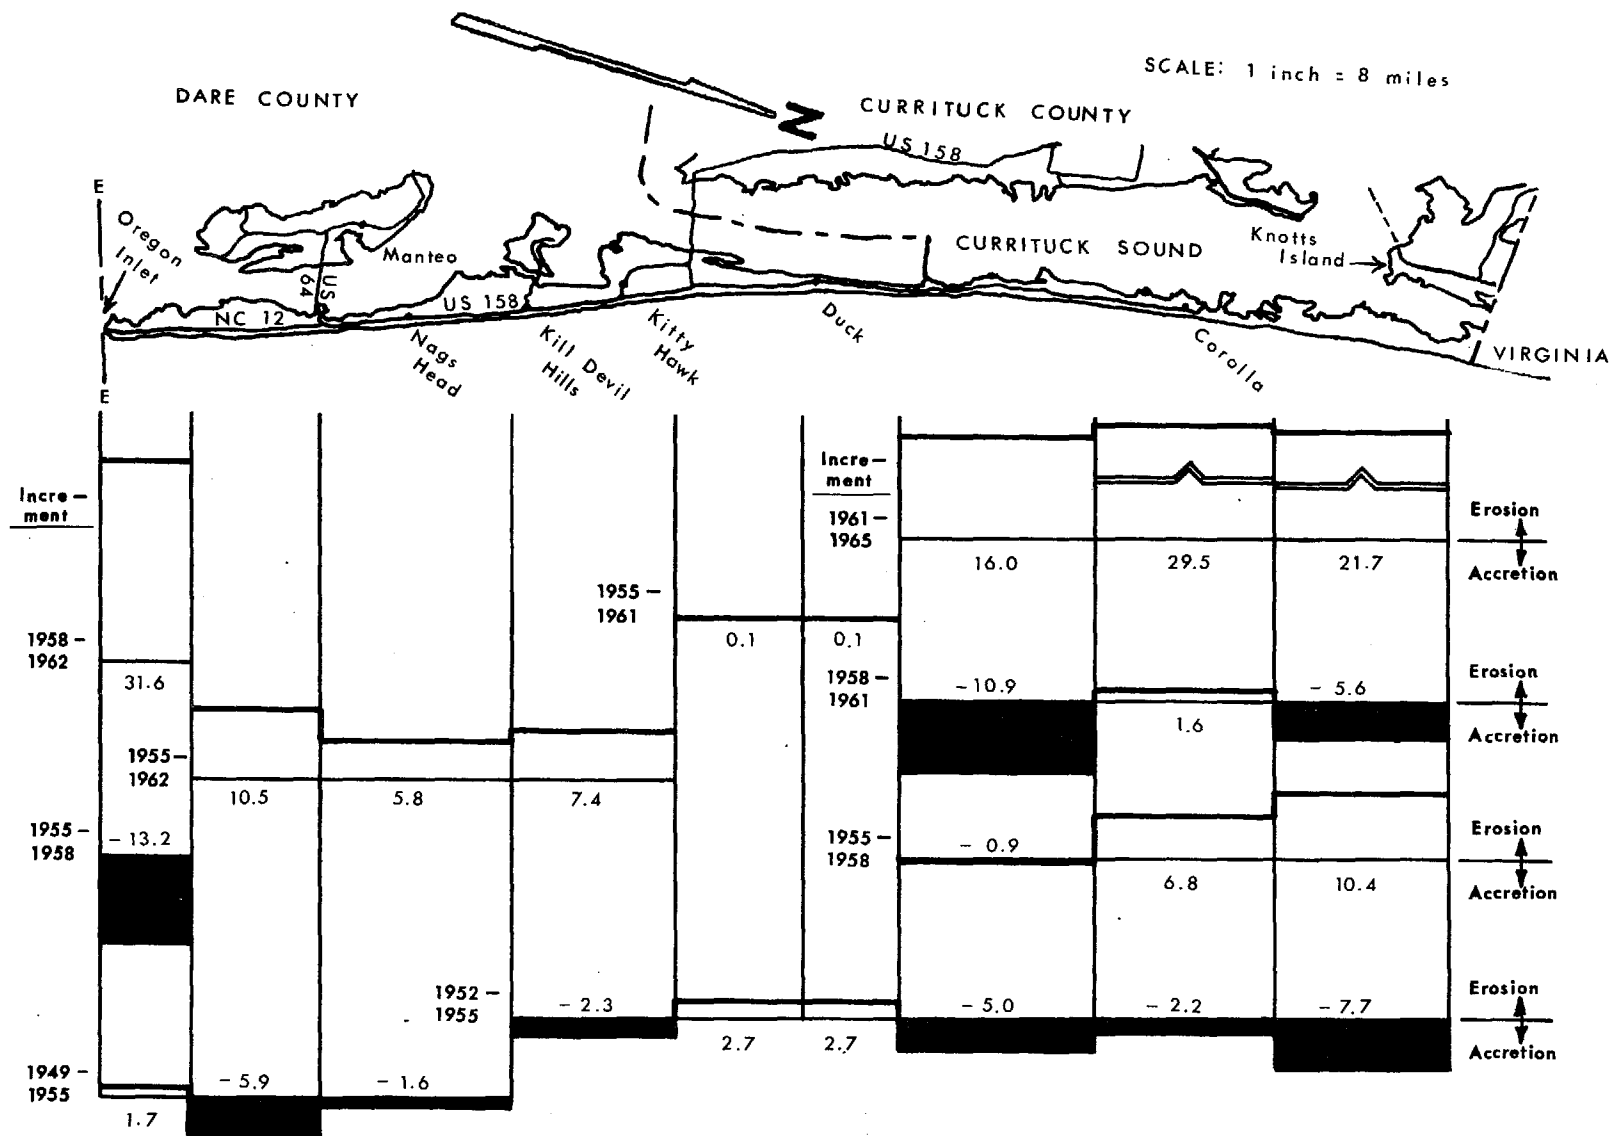 SCALE: 1 inch = 8 miles
DARE COUNTY
N
CURRITUCK COUNTY
US 158
E
Oregon
Inlet
Manteo
US
64
US 158
NC 12
CURRITUCK SOUND
Knotts
Island
Nags
Head
Kill Devil
Hills
Kitty
Hawk
Duck
Corolla
VIRGINIA
E
Incre-
ment
Incre-
ment
1961-
1965
16.0
29.5
21.7
Erosion
Accretion
1955-
1961
0.1
0.1
1958-
1962
31.6
1958-
1961
-10.9
1.6
-5.6
Erosion
Accretion
1955-
1962
10.5
5.8
7.4
1955-
1958
-13.2
1955-
1958
-0.9
6.8
10.4
Erosion
Accretion
1952-
1955
-2.3
2.7
2.7
-5.0
-2.2
-7.7
Erosion
Accretion
1949-
1955
1.7
-5.9
-1.6